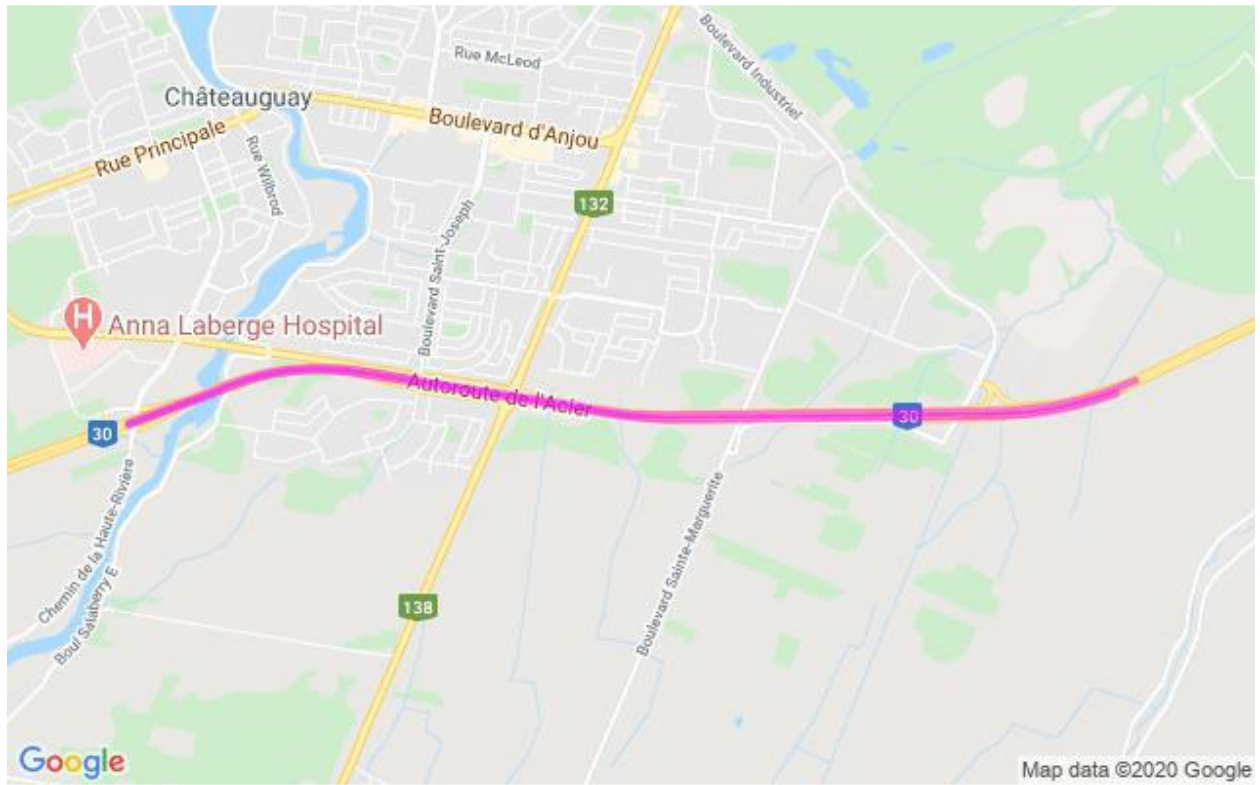 Boulevard Industriel
Rue McLeod
Châteauguay
Boulevard d'Anjou
Rue Principale
Rue Wilbrod
132
Boulevard Saint-Joseph
H
Anna Laberge Hospital
Autoroute de l'Acier
30
30
Chemin de la Haute-Rivière
Boulevard Sainte-Marguerite
Boul Salaberry E
138
Google
Map data ©2020 Google